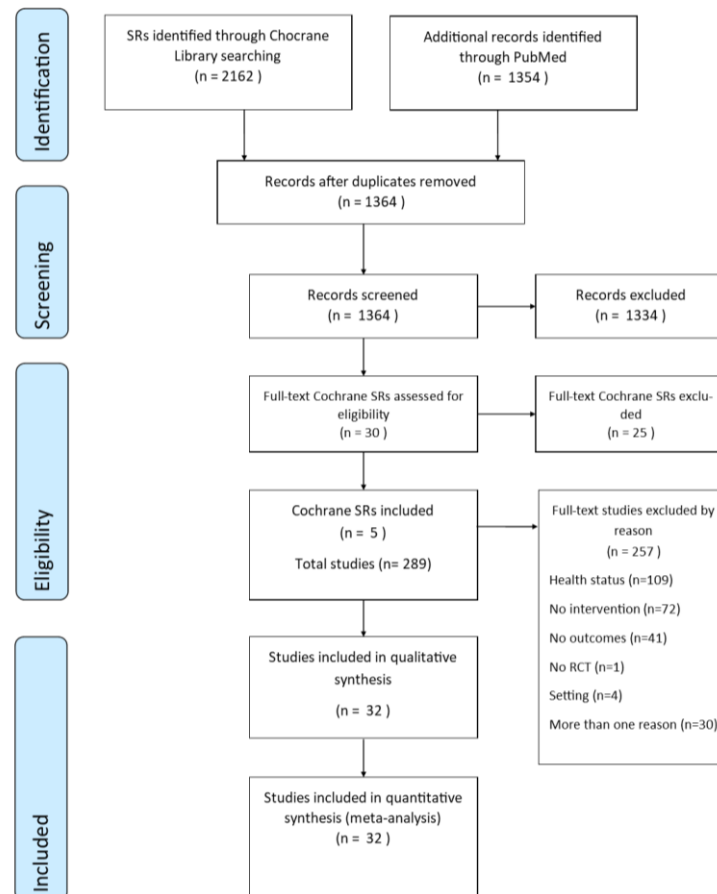 Identification
SRs identified through Chocrane
Library searching
(n = 2162 )
Additional records identified
through PubMed
(n = 1354 )
Records after duplicates removed
(n = 1364 )
Screening
Records screened
(n = 1364)
Records excluded
(n = 1334)
Eligibility
Full-text Cochrane SRs assessed for
eligibility
(n = 30 )
Full-text Cochrane SRs exclu-
ded
(n = 25 )
Cochrane SRs included
(n = 5 )
Total studies (n= 289)
Full-text studies excluded by
reason
(n = 257 )
Health status (n=109)
No intervention (n=72)
No outcomes (n=41)
No RCT (n=1)
Setting (n=4)
More than one reason (n=30)
Included
Studies included in qualitative
synthesis
(n = 32 )
Studies included in quantitative
synthesis (meta-analysis)
(n = 32 )